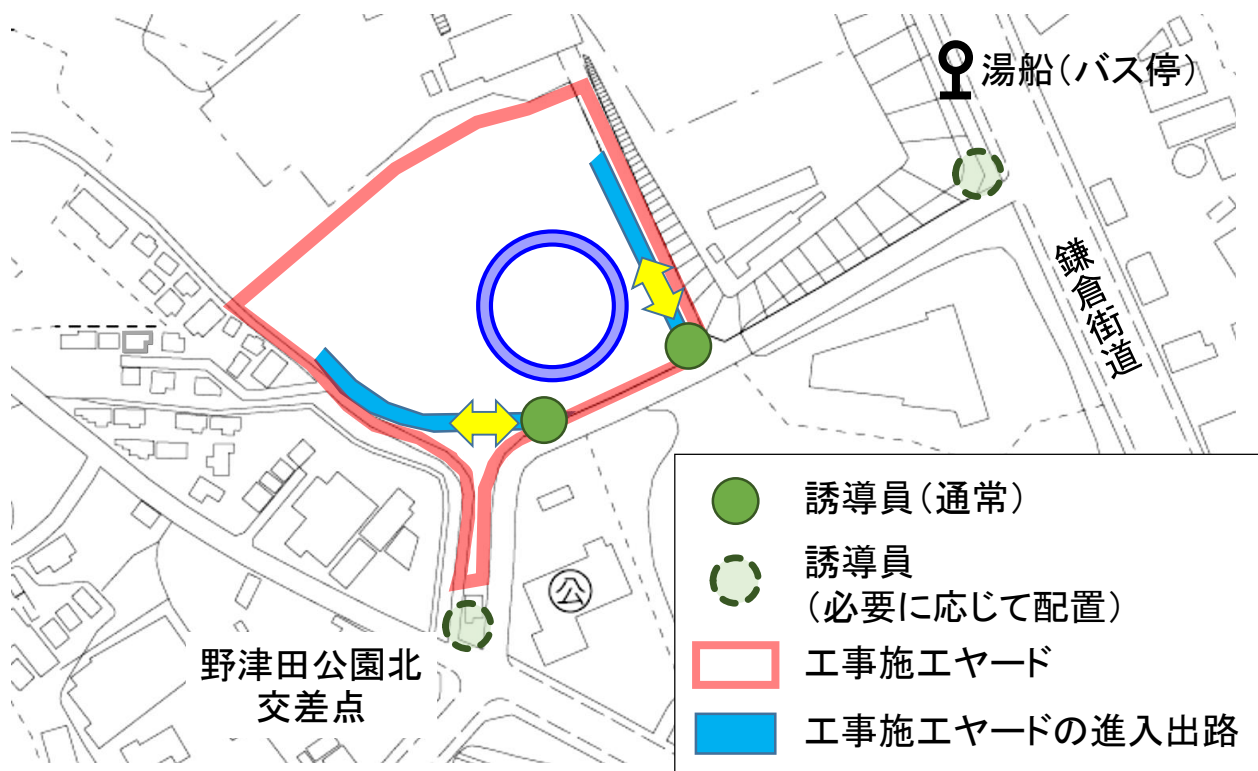 湯船（バス停）
鎌倉街道
公
野津田公園北
交差点
誘導員（通常）
誘導員
（必要に応じて配置）
工事施工ヤード
工事施工ヤードの進入出路